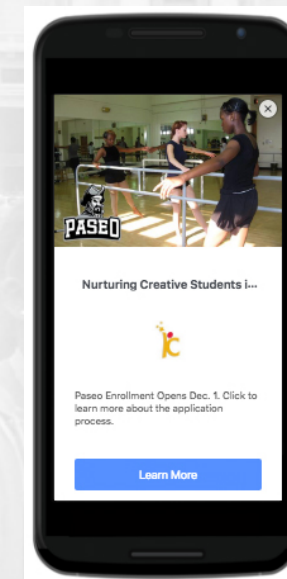 PASEO
Nurturing Creative Students i...
kc
Paseo Enrollment Opens Dec. 1. Click to
learn more about the application
process.
Learn More